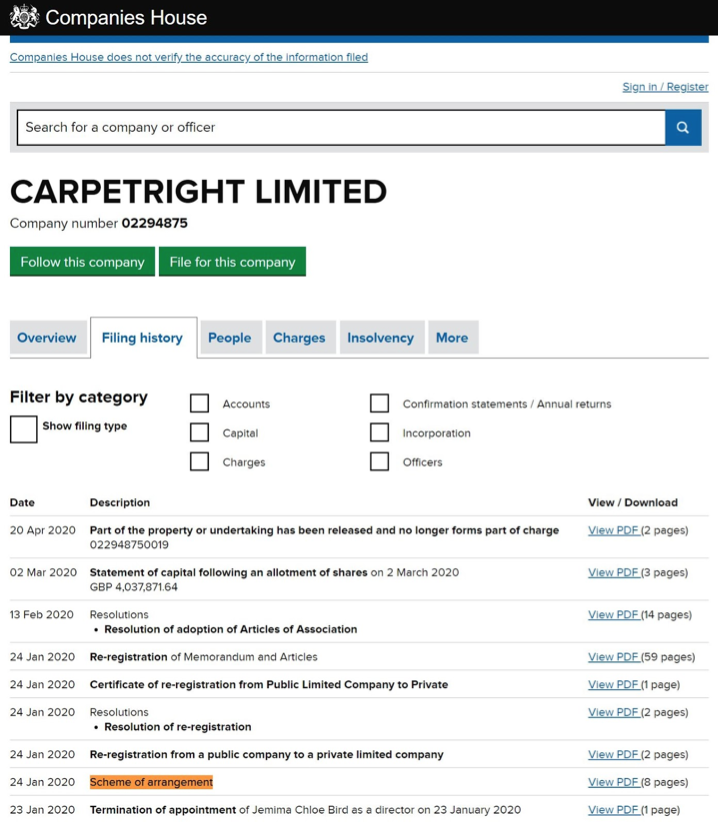 Companies House
Companies House does not verify the accuracy of the information filed
Sign in / Register
Search for a company or officer
CARPETRIGHT LIMITED
Company number 02294875
Follow this company File for this company
Overview Filing history People Charges Insolvency More
Filter by category
Show filing type
Accounts Confirmation statements / Annual returns
Capital Incorporation
Charges Officers
Date Description View / Download
20 Apr 2020 Part of the property or undertaking has been released and no longer forms part of charge View PDF (2 pages)
022948750019
02 Mar 2020 Statement of capital following an allotment of shares on 2 March 2020 View PDF (3 pages)
GBP 4,037,871.64
13 Feb 2020 Resolutions View PDF (14 pages)
• Resolution of adoption of Articles of Association
24 Jan 2020 Re-registration of Memorandum and Articles View PDF (59 pages)
24 Jan 2020 Certificate of re-registration from Public Limited Company to Private View PDF (1 page)
24 Jan 2020 Resolutions View PDF (2 pages)
• Resolution of re-registration
24 Jan 2020 Re-registration from a public company to a private limited company View PDF (2 pages)
24 Jan 2020 Scheme of arrangement View PDF (8 pages)
23 Jan 2020 Termination of appointment of Jemima Chloe Bird as a director on 23 January 2020 View PDF (1 page)